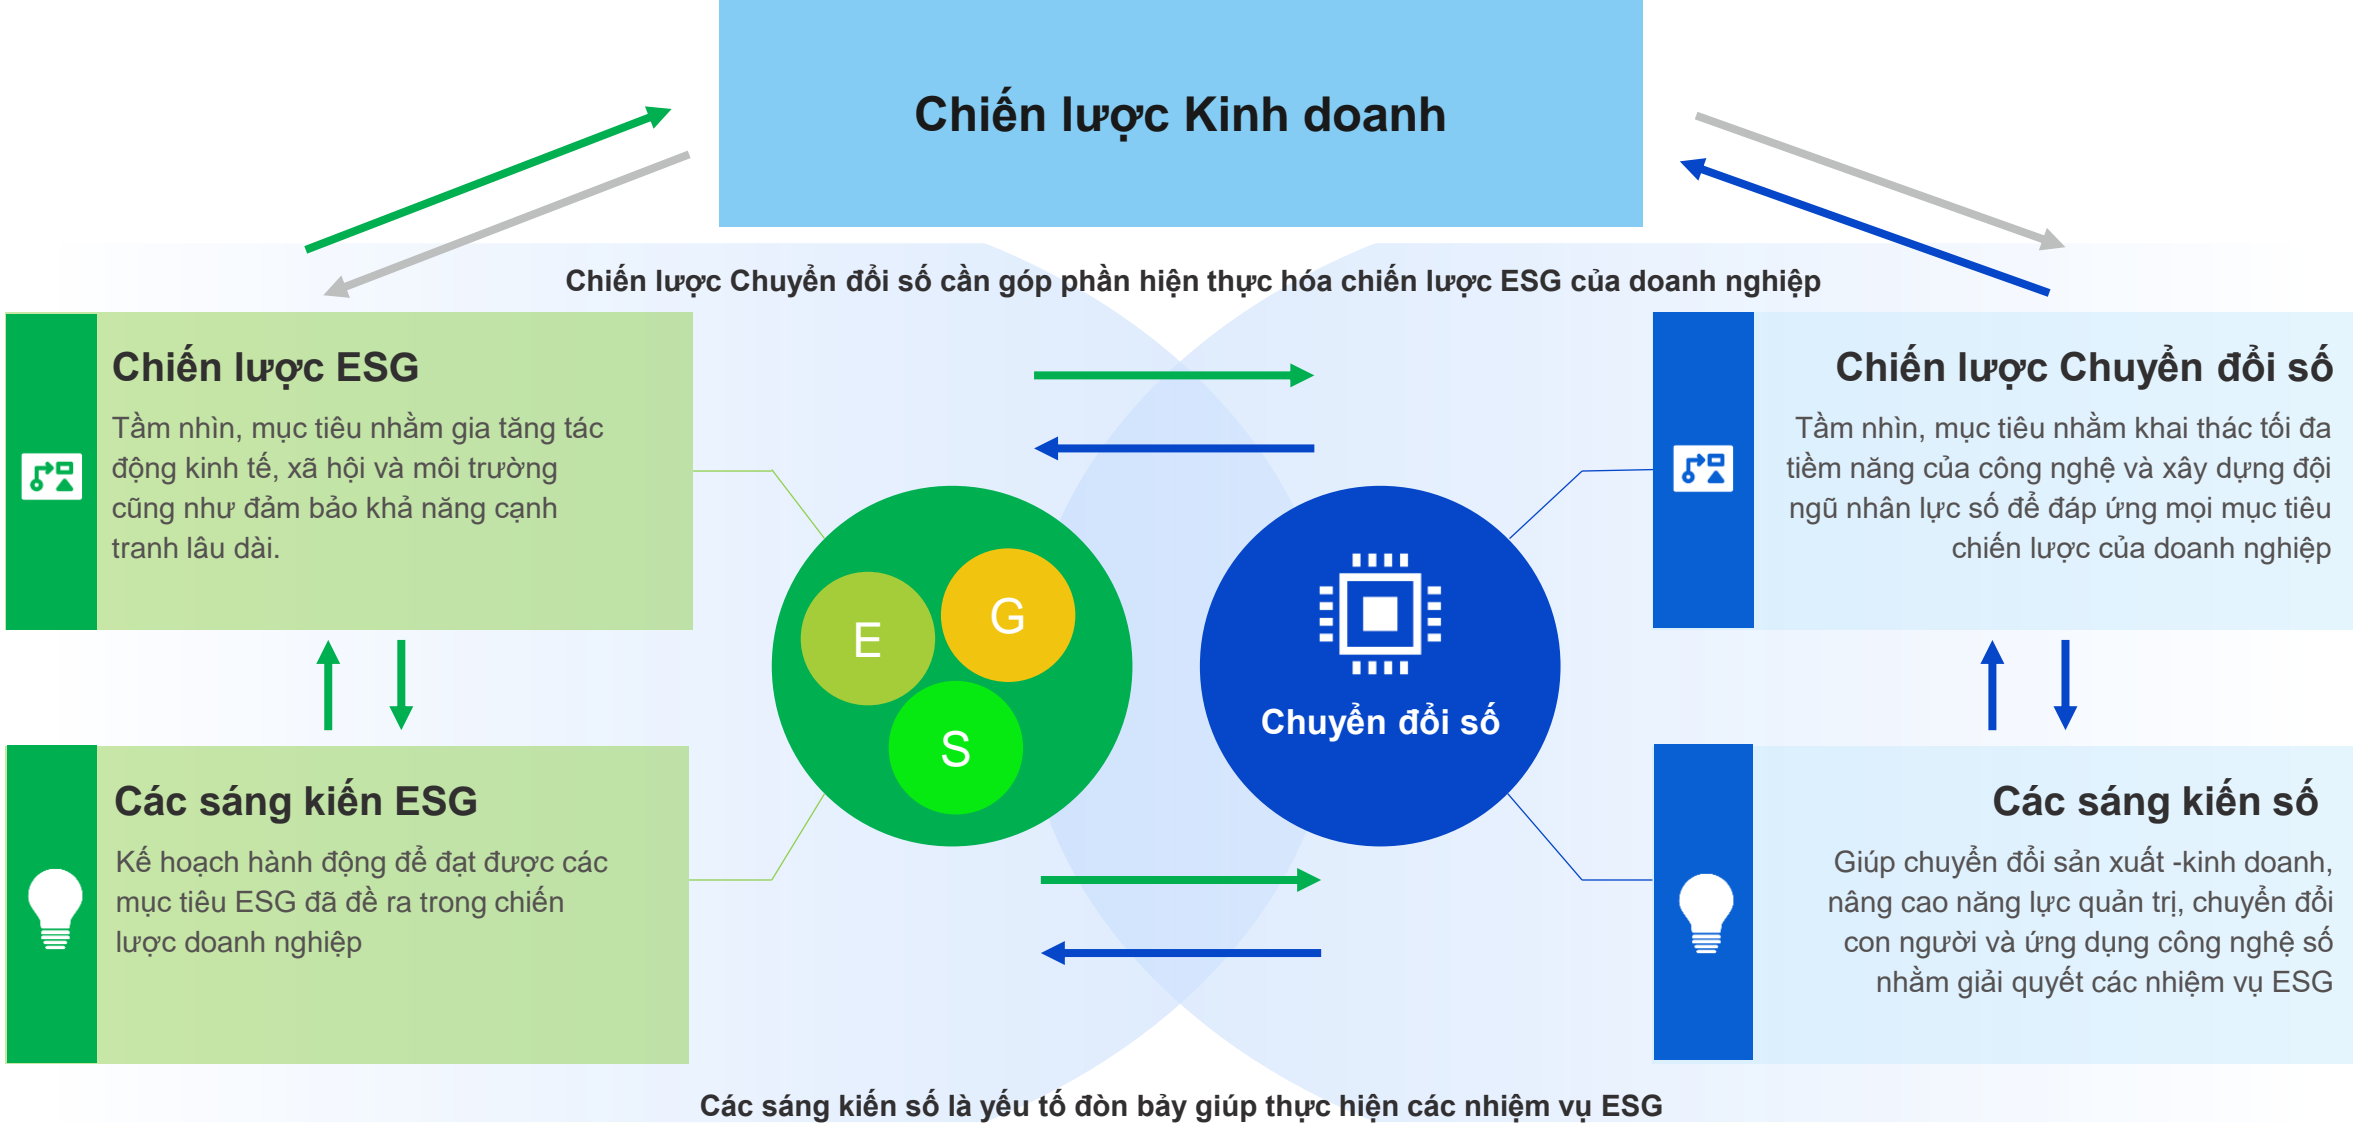 Chiến lược Kinh doanh
Chiến lược Chuyển đổi số cần góp phần hiện thực hóa chiến lược ESG của doanh nghiệp
Chiến lược ESG
Tầm nhìn, mục tiêu nhằm gia tăng tác
động kinh tế, xã hội và môi trường
cũng như đảm bảo khả năng cạnh
tranh lâu dài.
Chiến lược Chuyển đổi số
Tầm nhìn, mục tiêu nhằm khai thác tối đa
tiềm năng của công nghệ và xây dựng đội
ngũ nhân lực số để đáp ứng mọi mục tiêu
chiến lược của doanh nghiệp
E
G
S
Chuyển đổi số
Các sáng kiến ESG
Kế hoạch hành động để đạt được các
mục tiêu ESG đã đề ra trong chiến
lược doanh nghiệp
Các sáng kiến số
Giúp chuyển đổi sản xuất -kinh doanh,
nâng cao năng lực quản trị, chuyển đổi
con người và ứng dụng công nghệ số
nhằm giải quyết các nhiệm vụ ESG
Các sáng kiến số là yếu tố đòn bảy giúp thực hiện các nhiệm vụ ESG